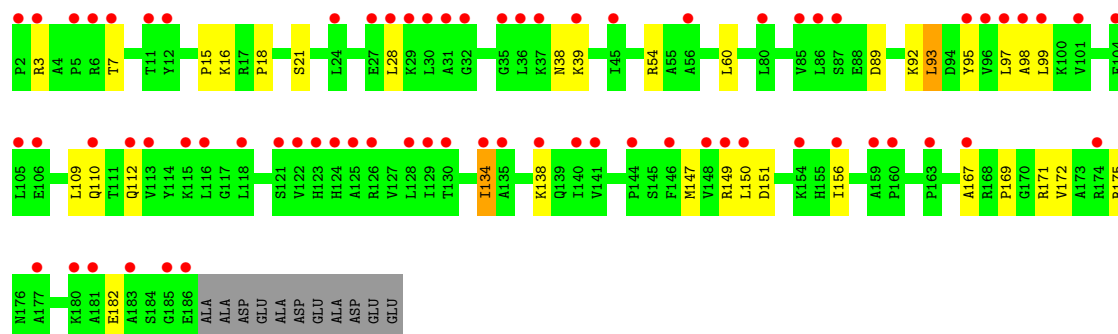 P2 R3 A4 P5 R6 T7 T11 Y12 P15 K16 R17 P18 S21 L24 E27 L28 K29 L30 A31 G32 G35 L36 K37 N38 K39 I45 R54 A55 A56 L60 L80 V85 L86 S87 E88 D89 K92 L93 D94 Y95 V96 L97 A98 L99 K100 V101 E104
L105 E106 L109 Q110 T111 Q112 V113 Y114 K115 L116 G117 L118 S121 V122 H123 H124 A125 R126 V127 L128 I129 T130 I134 A135 K138 Q139 I140 V141 P144 S145 F146 M147 V148 R149 L150 D151 K154 H155 I156 A159 P160 P163 A167 R168 P169 G170 R171 V172 A173 R174 R175
N176 A177 K180 A181 E182 A183 S184 G185 E186 ALA ALA ASP GLU ALA ASP GLU ALA ASP GLU GLU